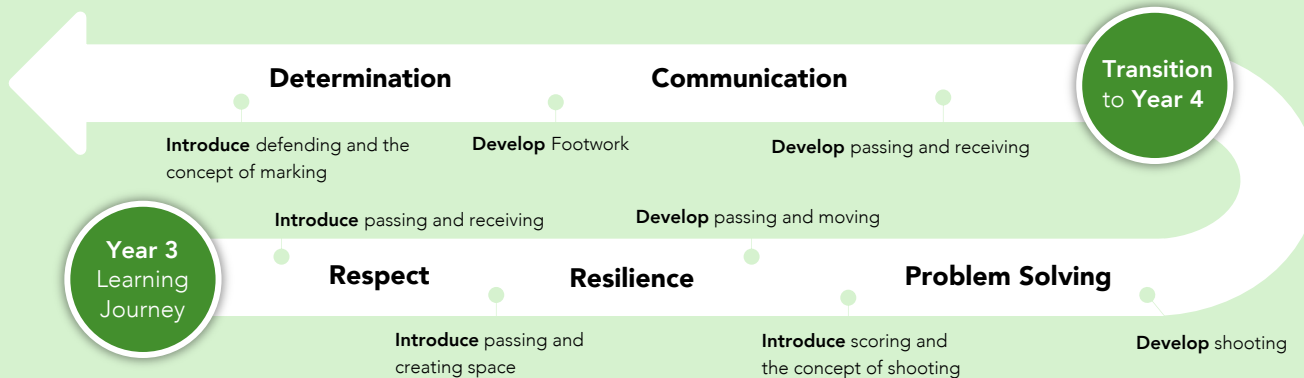 Determination
Communication
Transition
to Year 4
Introduce defending and the
concept of marking
Develop Footwork
Develop passing and receiving
Year 3
Learning
Journey
Introduce passing and receiving
Develop passing and moving
Respect
Resilience
Problem Solving
Introduce passing and
creating space
Introduce scoring and
the concept of shooting
Develop shooting